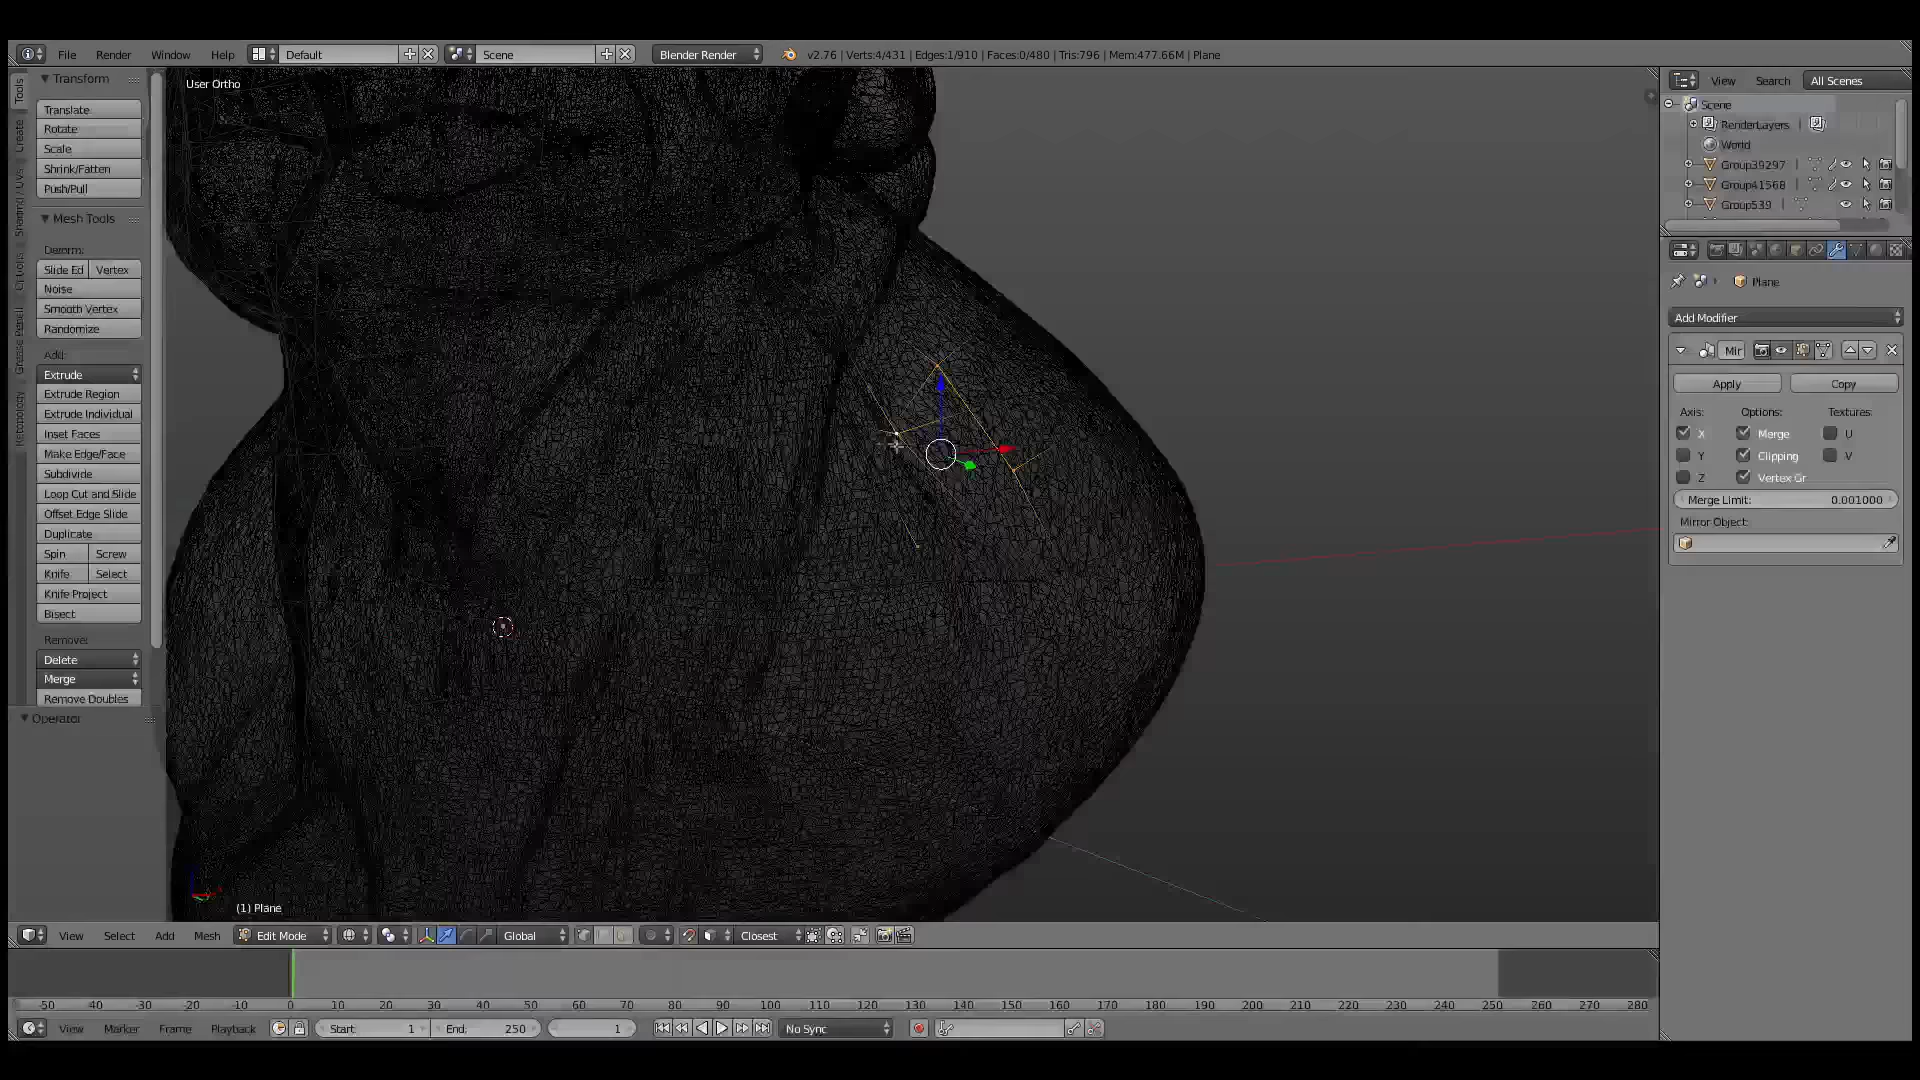 File Render Window Help Default Scene Blender Render v2.76 | Verts:4/431 | Edges:1/910 | Faces:0/480 | Tris:796 | Mem:477.66M | Plane
Transform
User Ortho
Translate
Rotate
Scale
Shrink/Fatten
Push/Pull
Mesh Tools
Deform:
Slide Ed Vertex
Noise
Smooth Vertex
Randomize
Add:
Extrude
Extrude Region
Extrude Individual
Inset Faces
Make Edge/Face
Subdivide
Loop Cut and Slide
Offset Edge Slide
Duplicate
Spin Screw
Knife Select
Knife Project
Bisect
Remove:
Delete
Merge
Remove Doubles
Operator
Tools
Create
Shading / UVs
Grease Pencil
Retopology
(1) Plane
View Search All Scenes
Scene
RenderLayers
World
Group39297
Group41568
Group539
Plane
Add Modifier
Mir
Apply Copy
Axis: Options: Textures:
X Merge U
Y Clipping V
Z Vertex Gr
Merge Limit: 0.001000
Mirror Object:
View Select Add Mesh Edit Mode Global Closest
-50 -40 -30 -20 -10 0 10 20 30 40 50 60 70 80 90 100 110 120 130 140 150 160 170 180 190 200 210 220 230 240 250 260 270 280
View Marker Frame Playback Start: 1 End: 250 1 No Sync